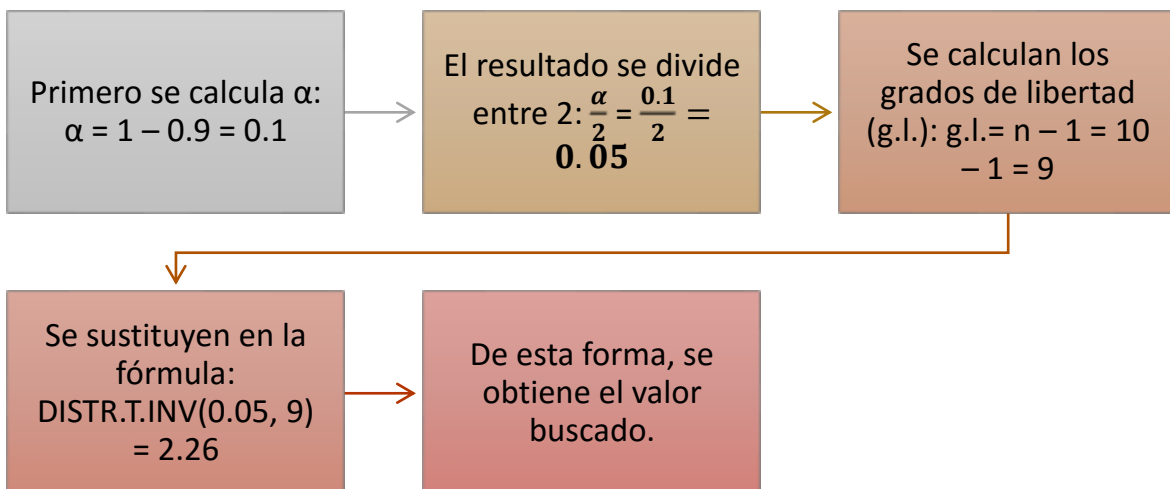 Primero se calcula α:
α = 1 – 0.9 = 0.1
El resultado se divide
entre 2: α/2 = 0.1/2 =
0.05
Se calculan los
grados de libertad
(g.l.): g.l.= n – 1 = 10
– 1 = 9
Se sustituyen en la
fórmula:
DISTR.T.INV(0.05, 9)
= 2.26
De esta forma, se
obtiene el valor
buscado.